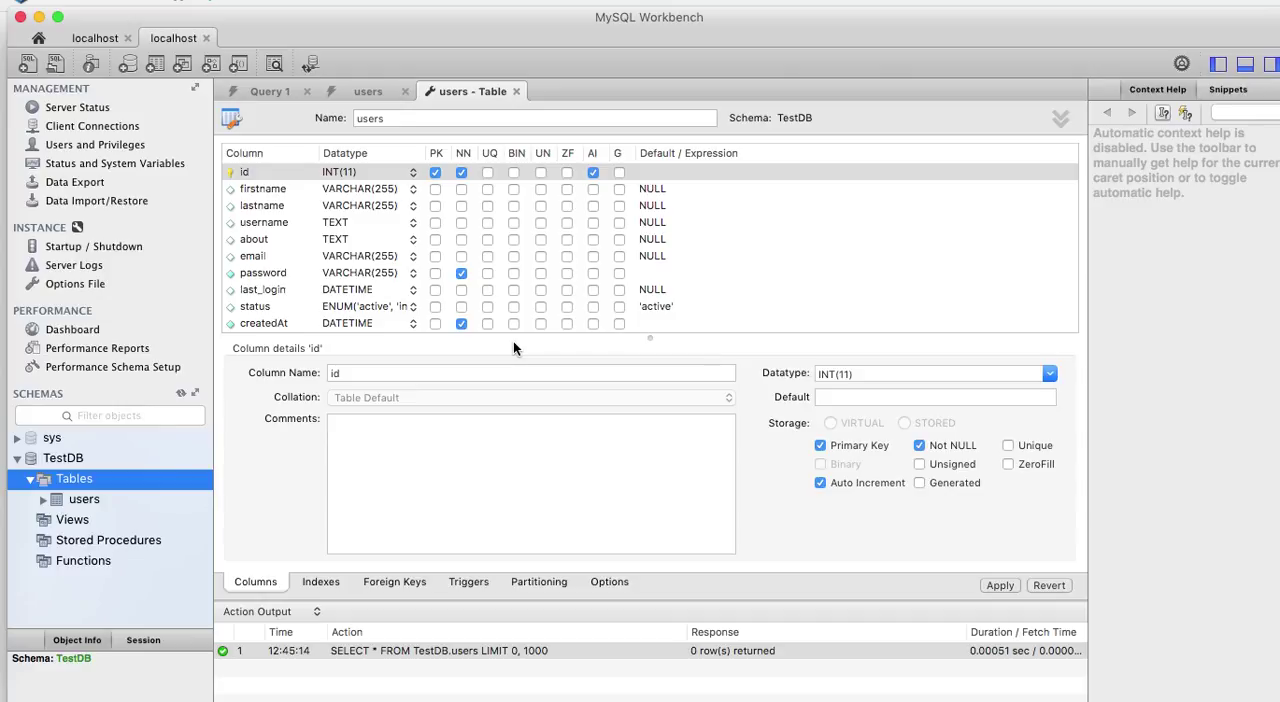 MySQL Workbench
localhost × localhost ×
MANAGEMENT
Server Status
Client Connections
Users and Privileges
Status and System Variables
Data Export
Data Import/Restore
INSTANCE
Startup / Shutdown
Server Logs
Options File
PERFORMANCE
Dashboard
Performance Reports
Performance Schema Setup
SCHEMAS
Filter objects
sys
TestDB
Tables
users
Views
Stored Procedures
Functions
Object Info Session
Schema: TestDB
Query 1 × users × users - Table ×
Name: users Schema: TestDB
Column Datatype PK NN UQ BIN UN ZF AI G Default / Expression
id INT(11)
firstname VARCHAR(255) NULL
lastname VARCHAR(255) NULL
username TEXT NULL
about TEXT NULL
email VARCHAR(255) NULL
password VARCHAR(255)
last_login DATETIME NULL
status ENUM('active', 'in 'active'
createdAt DATETIME
Column details 'id'
Column Name: id Datatype: INT(11)
Collation: Table Default Default
Comments: Storage: VIRTUAL STORED
Primary Key Not NULL Unique
Binary Unsigned ZeroFill
Auto Increment Generated
Columns Indexes Foreign Keys Triggers Partitioning Options Apply Revert
Action Output
Time Action Response Duration / Fetch Time
1 12:45:14 SELECT * FROM TestDB.users LIMIT 0, 1000 0 row(s) returned 0.00051 sec / 0.0000...
Context Help Snippets
Automatic context help is
disabled. Use the toolbar to
manually get help for the curren
caret position or to toggle
automatic help.